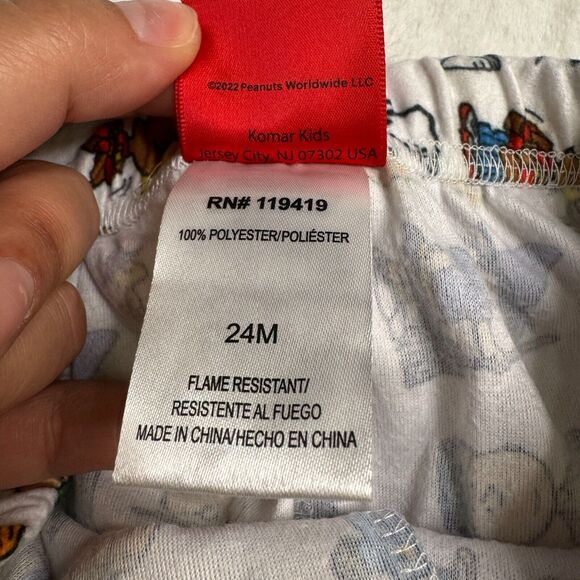 ©2022 Peanuts Worldwide LLC
Komar Kids
Jersey City, NJ 07302 USA
RN# 119419
100% POLYESTER/POLIÉSTER
24M
FLAME RESISTANT/
RESISTENTE AL FUEGO
MADE IN CHINA/HECHO EN CHINA